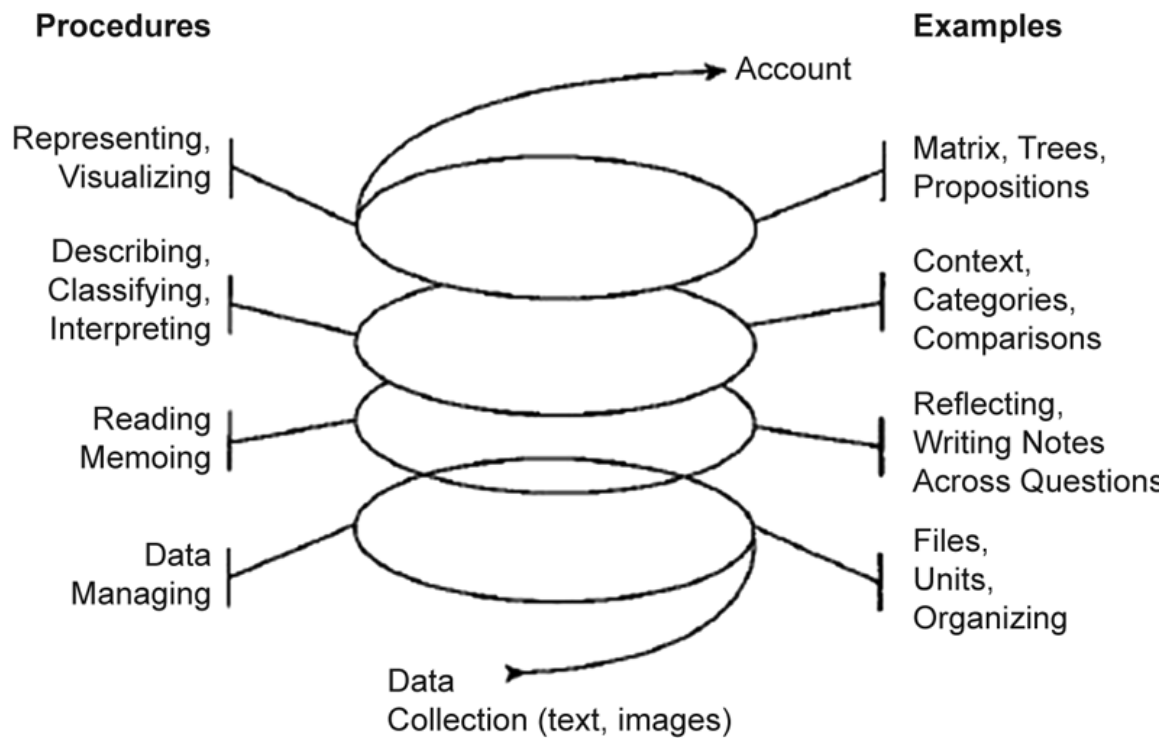 Procedures
Examples
Account
Representing,
Visualizing
Matrix, Trees,
Propositions
Describing,
Classifying,
Interpreting
Context,
Categories,
Comparisons
Reading
Memoing
Reflecting,
Writing Notes
Across Questions
Data
Managing
Files,
Units,
Organizing
Data
Collection (text, images)